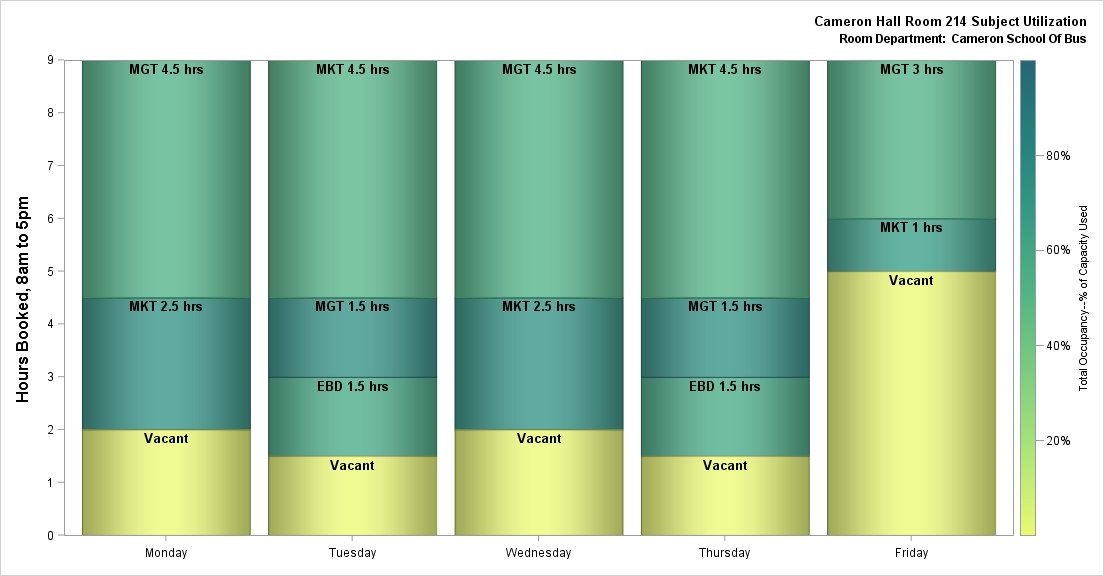 Cameron Hall Room 214 Subject Utilization
Room Department: Cameron School Of Bus
Hours Booked, 8am to 5pm
9
8
7
6
5
4
3
2
1
0
MGT 4.5 hrs
MKT 2.5 hrs
Vacant
Monday
MKT 4.5 hrs
MGT 1.5 hrs
EBD 1.5 hrs
Vacant
Tuesday
MGT 4.5 hrs
MKT 2.5 hrs
Vacant
Wednesday
MKT 4.5 hrs
MGT 1.5 hrs
EBD 1.5 hrs
Vacant
Thursday
MGT 3 hrs
MKT 1 hrs
Vacant
Friday
80%
60%
40%
20%
Total Occupancy--% of Capacity Used